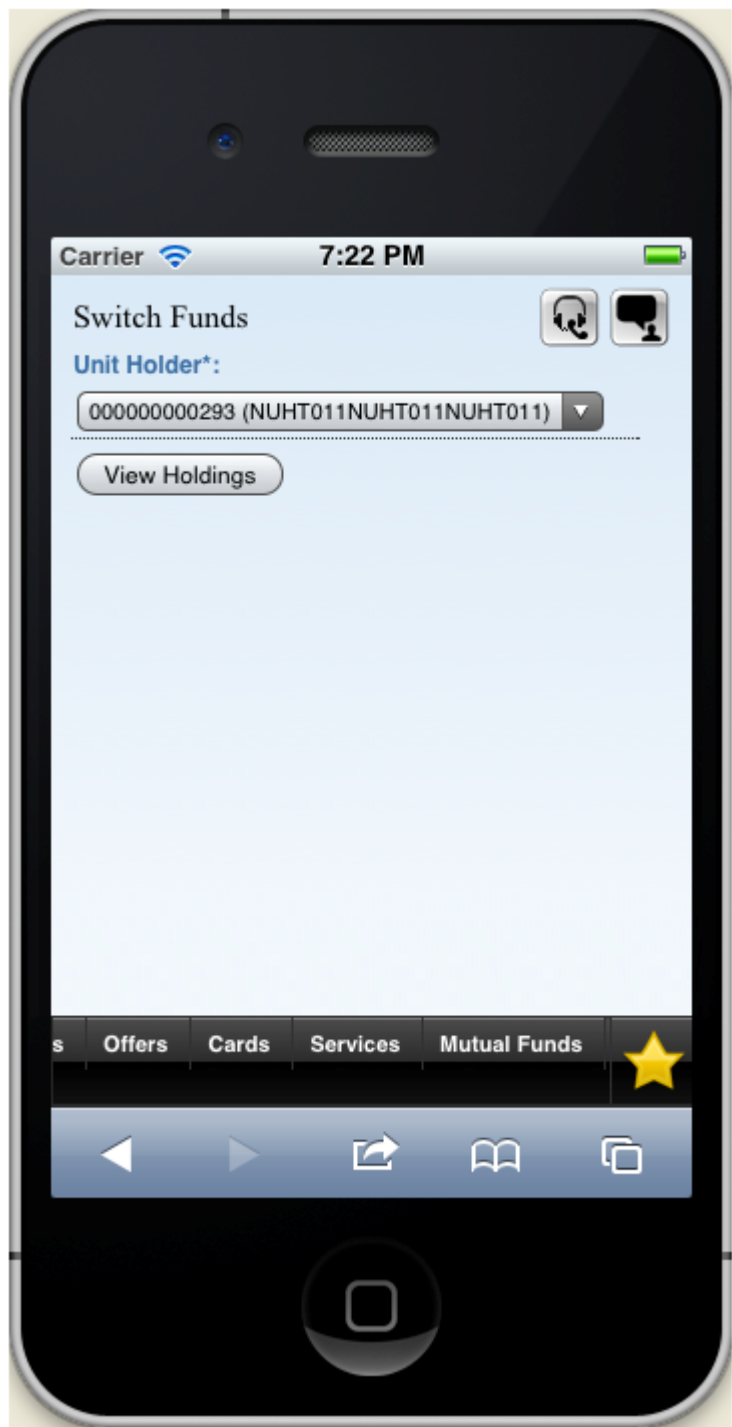 Carrier 7:22 PM
Switch Funds
Unit Holder*:
000000000293 (NUHT011NUHT011NUHT011)
View Holdings
s Offers Cards Services Mutual Funds